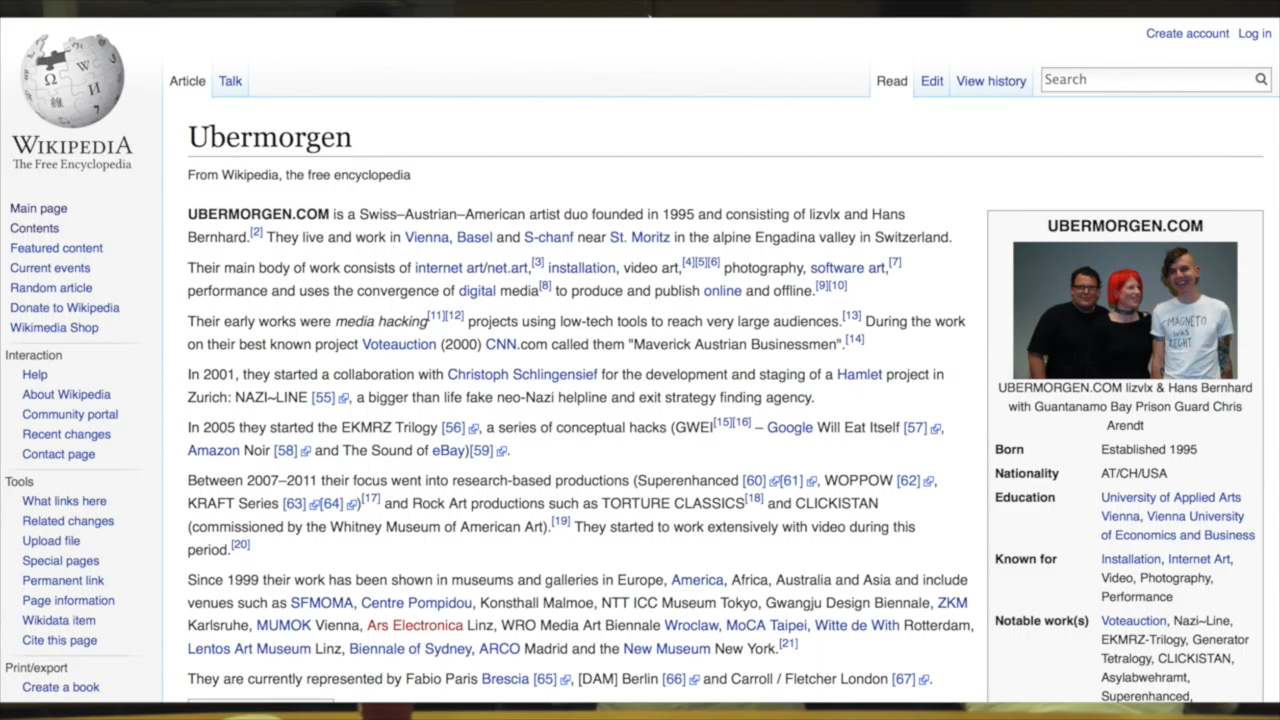 Create account Log in
Article Talk Read Edit View history Search
WIKIPEDIA
The Free Encyclopedia
Main page
Contents
Featured content
Current events
Random article
Donate to Wikipedia
Wikimedia Shop
Interaction
Help
About Wikipedia
Community portal
Recent changes
Contact page
Tools
What links here
Related changes
Upload file
Special pages
Permanent link
Page information
Wikidata item
Cite this page
Print/export
Create a book
Ubermorgen
From Wikipedia, the free encyclopedia
UBERMORGEN.COM is a Swiss–Austrian–American artist duo founded in 1995 and consisting of lizvlx and Hans
Bernhard.[2] They live and work in Vienna, Basel and S-chanf near St. Moritz in the alpine Engadina valley in Switzerland.
Their main body of work consists of internet art/net.art,[3] installation, video art,[4][5][6] photography, software art,[7]
performance and uses the convergence of digital media[8] to produce and publish online and offline.[9][10]
Their early works were media hacking[11][12] projects using low-tech tools to reach very large audiences.[13] During the work
on their best known project Voteauction (2000) CNN.com called them "Maverick Austrian Businessmen".[14]
In 2001, they started a collaboration with Christoph Schlingensief for the development and staging of a Hamlet project in
Zurich: NAZI~LINE [55], a bigger than life fake neo-Nazi helpline and exit strategy finding agency.
In 2005 they started the EKMRZ Trilogy [56], a series of conceptual hacks (GWEI[15][16] – Google Will Eat Itself [57],
Amazon Noir [58] and The Sound of eBay)[59].
Between 2007–2011 their focus went into research-based productions (Superenhanced [60][61], WOPPOW [62],
KRAFT Series [63][64])[17] and Rock Art productions such as TORTURE CLASSICS[18] and CLICKISTAN
(commissioned by the Whitney Museum of American Art).[19] They started to work extensively with video during this
period.[20]
Since 1999 their work has been shown in museums and galleries in Europe, America, Africa, Australia and Asia and include
venues such as SFMOMA, Centre Pompidou, Konsthall Malmoe, NTT ICC Museum Tokyo, Gwangju Design Biennale, ZKM
Karlsruhe, MUMOK Vienna, Ars Electronica Linz, WRO Media Art Biennale Wroclaw, MoCA Taipei, Witte de With Rotterdam,
Lentos Art Museum Linz, Biennale of Sydney, ARCO Madrid and the New Museum New York.[21]
They are currently represented by Fabio Paris Brescia [65], [DAM] Berlin [66] and Carroll / Fletcher London [67].
UBERMORGEN.COM
MAGNETO
WAS
RIGHT
UBERMORGEN.COM lizvlx & Hans Bernhard
with Guantanamo Bay Prison Guard Chris
Arendt
Born Established 1995
Nationality AT/CH/USA
Education University of Applied Arts
Vienna, Vienna University
of Economics and Business
Known for Installation, Internet Art,
Video, Photography,
Performance
Notable work(s) Voteauction, Nazi~Line,
EKMRZ-Trilogy, Generator
Tetralogy, CLICKISTAN,
Asylabwehramt,
Superenhanced,